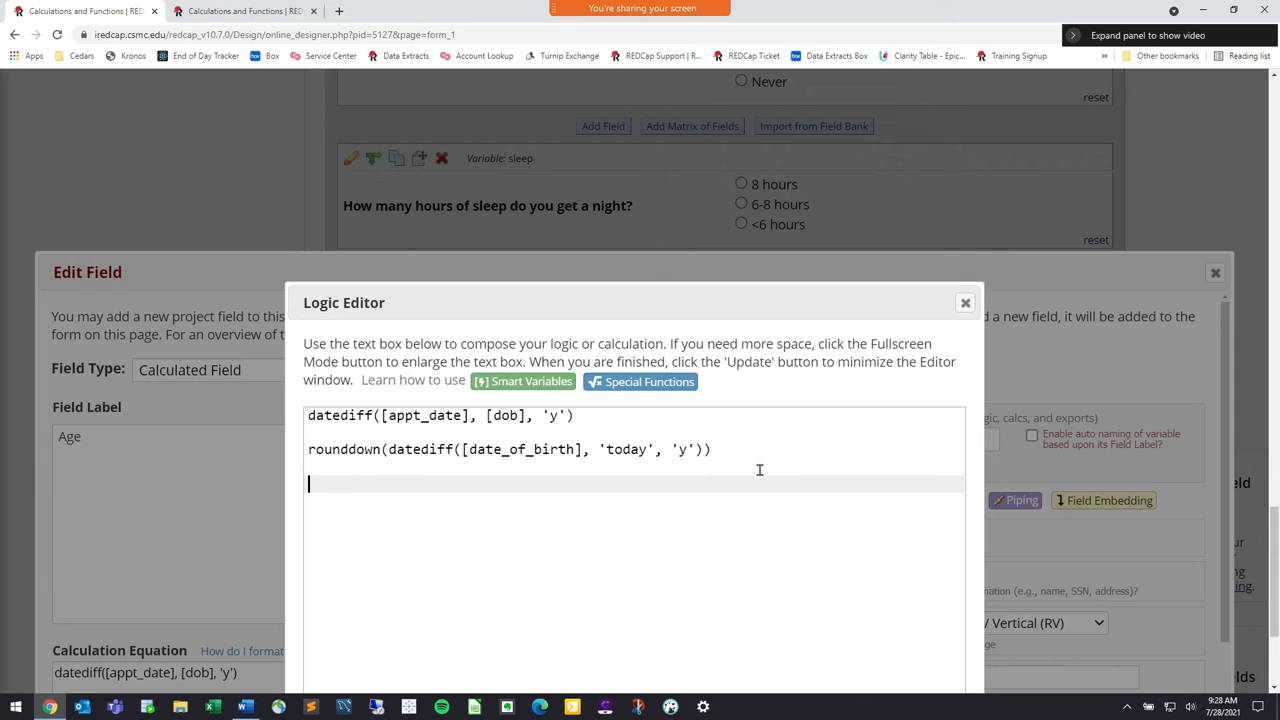 Calculations and Functions | RED
Calculations and Functions | RED
You're sharing your screen
iredcap.csmc.edu/redcap_v10.7.0/Design/online_designer.php?pid=5127&page=form_1
Expand panel to show video
Apps Cedars Kronos End of Day Tracker Box Service Center Data Extracts Account Lookup Turnip Exchange REDCap Support | R... REDCap Ticket Data Extracts Box Clarity Table - Epic... Training Signup » Other bookmarks Reading list
Never
reset
Add Field Add Matrix of Fields Import from Field Bank
Variable: sleep
8 hours
How many hours of sleep do you get a night?
6-8 hours
<6 hours
reset
Edit Field
You may add a new project field to this
d a new field, it will be added to the
form on this page. For an overview of t
Field Type: Calculated Field
Field Label
Age
Calculation Equation How do I format
datediff([appt_date], [dob], 'y')
Logic Editor
Use the text box below to compose your logic or calculation. If you need more space, click the Fullscreen
Mode button to enlarge the text box. When you are finished, click the 'Update' button to minimize the Editor
window. Learn how to use Smart Variables Special Functions
datediff([appt_date], [dob], 'y')
rounddown(datediff([date_of_birth], 'today', 'y'))
gic, calcs, and exports)
Enable auto naming of variable
based upon its Field Label?
Piping Field Embedding
mation (e.g., name, SSN, address)?
/ Vertical (RV)
ge
eld
ur
ing.
elds
9:28 AM
7/28/2021